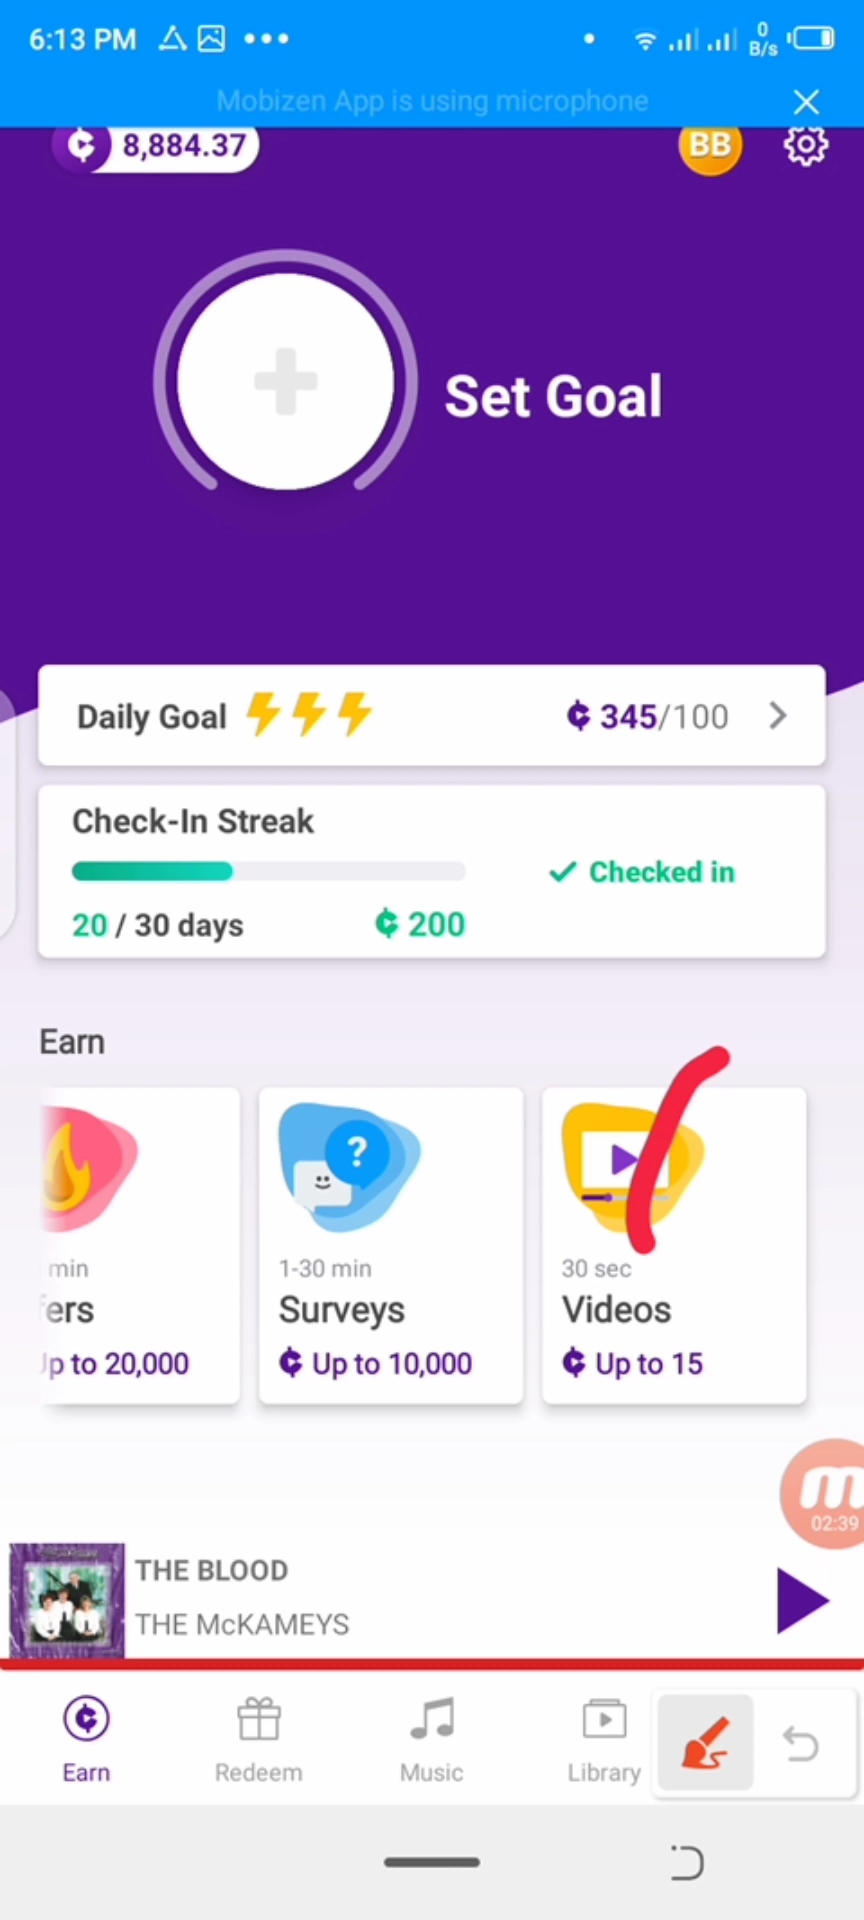 6:13 PM
0
B/s
Mobizen App is using microphone
8,884.37
BB
Set Goal
Daily Goal
345/100
Check-In Streak
Checked in
20 / 30 days
200
Earn
min
1-30 min
30 sec
fers
Surveys
Videos
Up to 20,000
Up to 10,000
Up to 15
m
02:39
THE BLOOD
THE McKAMEYS
Earn
Redeem
Music
Library